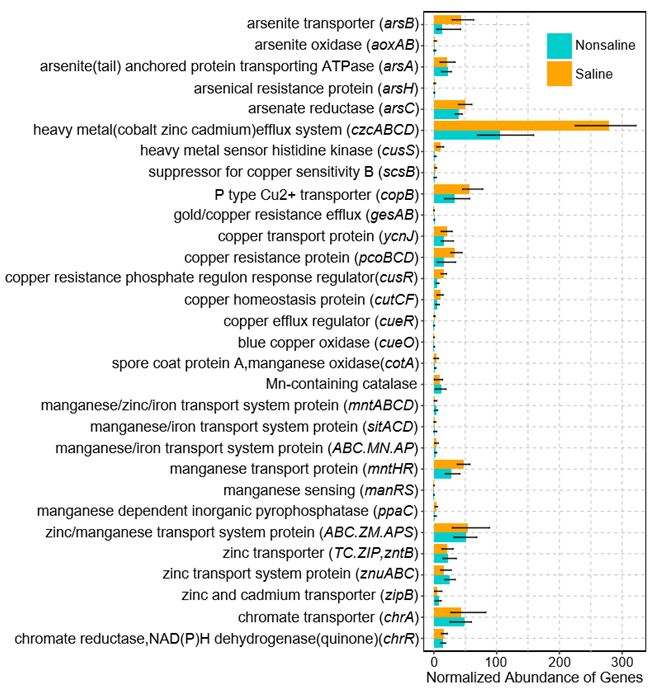 arsenite transporter (arsB)
arsenite oxidase (aoxAB)
arsenite(tail) anchored protein transporting ATPase (arsA)
arsenical resistance protein (arsH)
arsenate reductase (arsC)
heavy metal(cobalt zinc cadmium)efflux system (czcABCD)
heavy metal sensor histidine kinase (cusS)
suppressor for copper sensitivity B (scsB)
P type Cu2+ transporter (copB)
gold/copper resistance efflux (gesAB)
copper transport protein (ycnJ)
copper resistance protein (pcoBCD)
copper resistance phosphate regulon response regulator(cusR)
copper homeostasis protein (cutCF)
copper efflux regulator (cueR)
blue copper oxidase (cueO)
spore coat protein A,manganese oxidase(cotA)
Mn-containing catalase
manganese/zinc/iron transport system protein (mntABCD)
manganese/iron transport system protein (sitACD)
manganese/iron transport system protein (ABC.MN.AP)
manganese transport protein (mntHR)
manganese sensing (manRS)
manganese dependent inorganic pyrophosphatase (ppaC)
zinc/manganese transport system protein (ABC.ZM.APS)
zinc transporter (TC.ZIP,zntB)
zinc transport system protein (znuABC)
zinc and cadmium transporter (zipB)
chromate transporter (chrA)
chromate reductase,NAD(P)H dehydrogenase(quinone)(chrR)
Nonsaline
Saline
0 100 200 300
Normalized Abundance of Genes